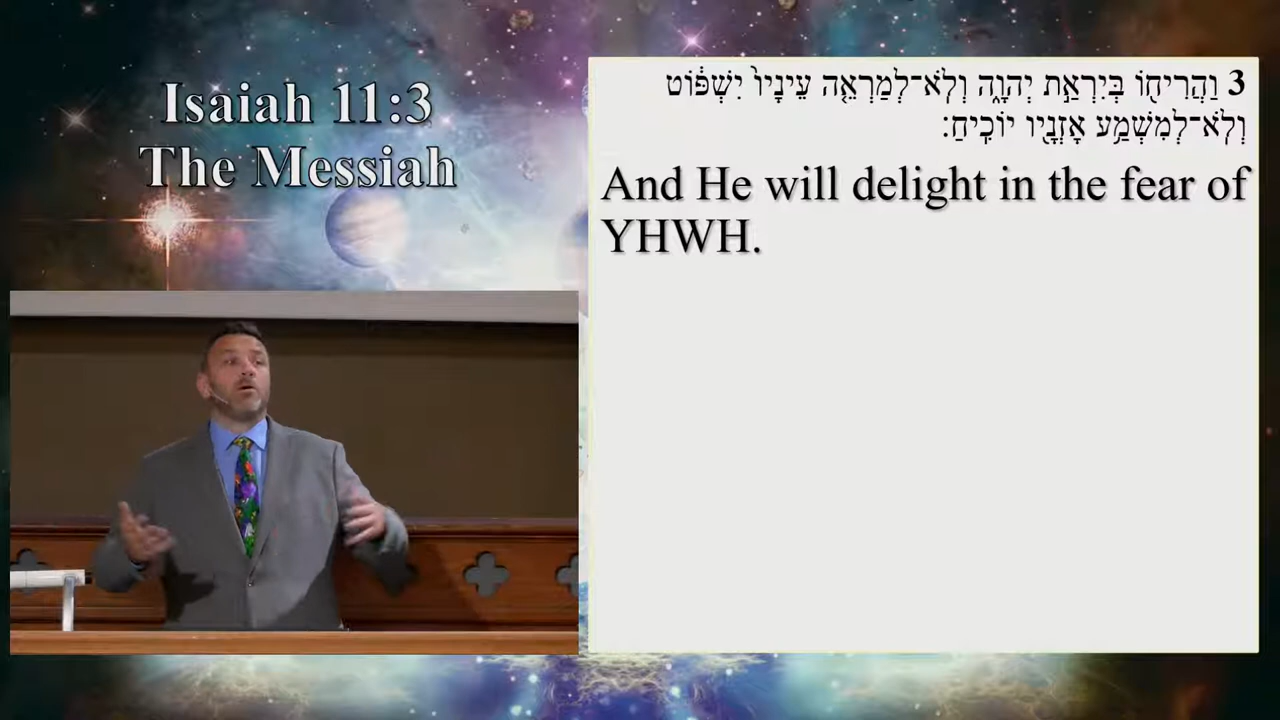 Isaiah 11:3
The Messiah
3 וַהֲרִיח֖וֹ בְּיִרְאַ֣ת יְהוָ֑ה וְלֹֽא־לְמַרְאֵ֤ה עֵינָיו֙ יִשְׁפּ֔וֹט
וְלֹֽא־לְמִשְׁמַ֥ע אָזְנָ֖יו יוֹכִֽיחַ׃
And He will delight in the fear of
YHWH.